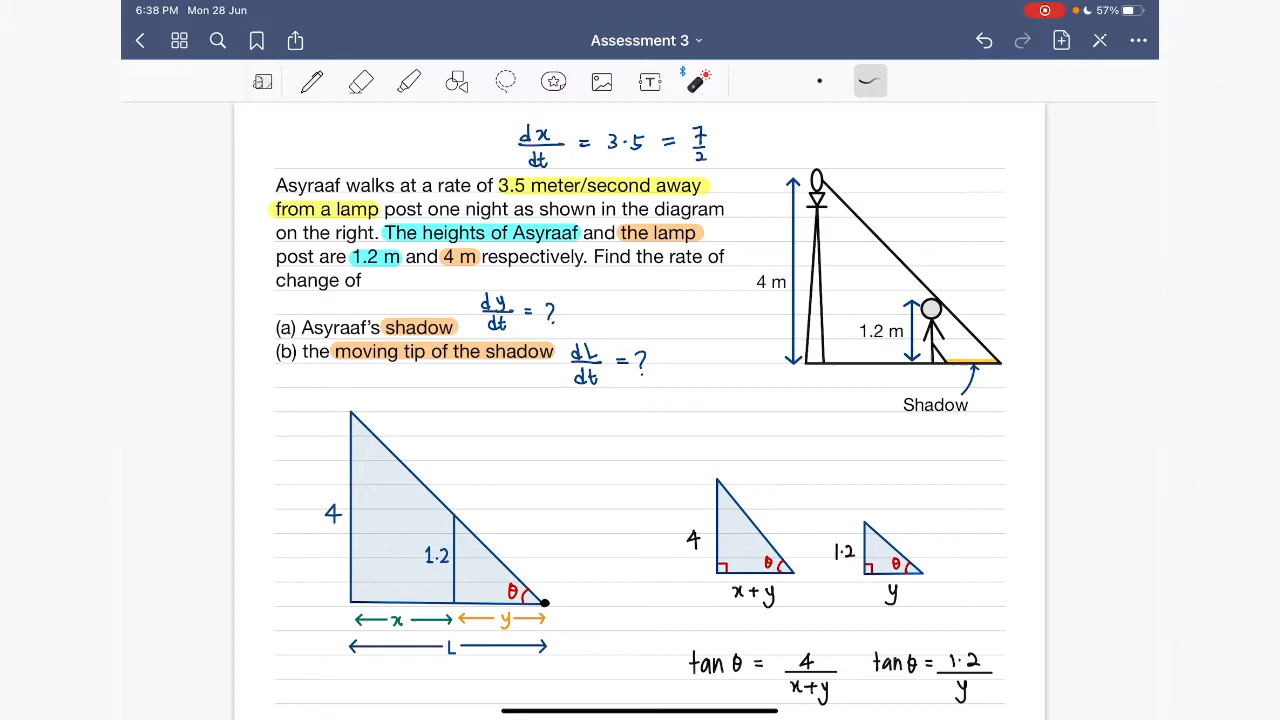 6:38 PM Mon 28 Jun
57%
Assessment 3
dx/dt = 3.5 = 7/2
Asyraaf walks at a rate of 3.5 meter/second away
from a lamp post one night as shown in the diagram
on the right. The heights of Asyraaf and the lamp
post are 1.2 m and 4 m respectively. Find the rate of
change of
(a) Asyraaf's shadow dy/dt = ?
(b) the moving tip of the shadow dL/dt = ?
4 m
1.2 m
Shadow
4
1.2
θ
x
y
L
4
θ
x+y
1.2
θ
y
tan θ = 4/(x+y)
tan θ = 1.2/y